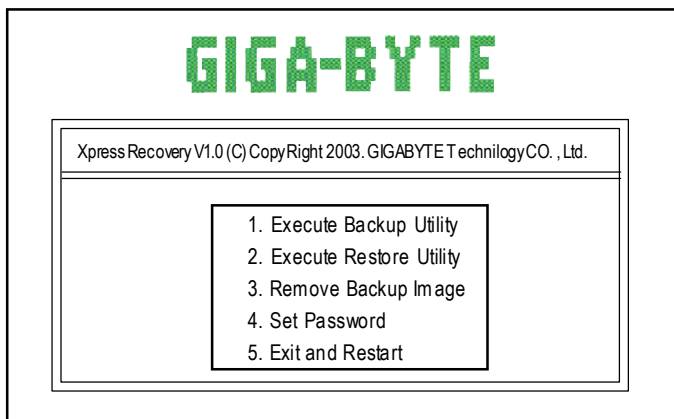 GIGA-BYTE
Xpress Recovery V1.0 (C) CopyRight 2003. GIGABYTE Technilogy CO. , Ltd.
1. Execute Backup Utility
2. Execute Restore Utility
3. Remove Backup Image
4. Set Password
5. Exit and Restart